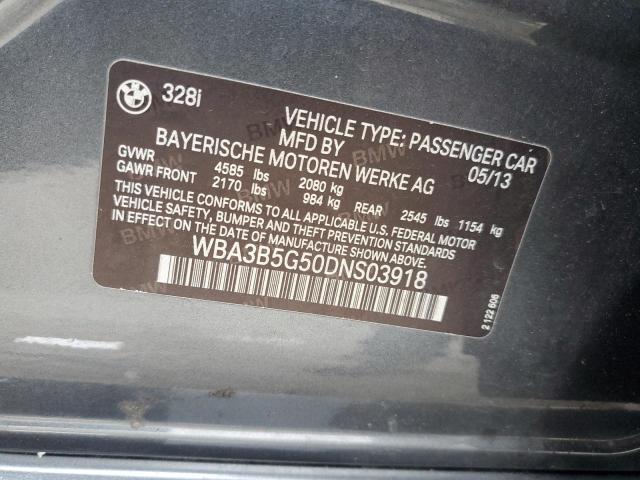 328i
VEHICLE TYPE: PASSENGER CAR
MFD BY 05/13
BAYERISCHE MOTOREN WERKE AG
GVWR 4585 lbs 2080 kg
GAWR FRONT 2170 lbs 984 kg REAR 2545 lbs 1154 kg
THIS VEHICLE CONFORMS TO ALL APPLICABLE U.S. FEDERAL MOTOR
VEHICLE SAFETY, BUMPER AND THEFT PREVENTION STANDARDS
IN EFFECT ON THE DATE OF MANUFACTURE SHOWN ABOVE.
WBA3B5G50DNS03918
2 122 606